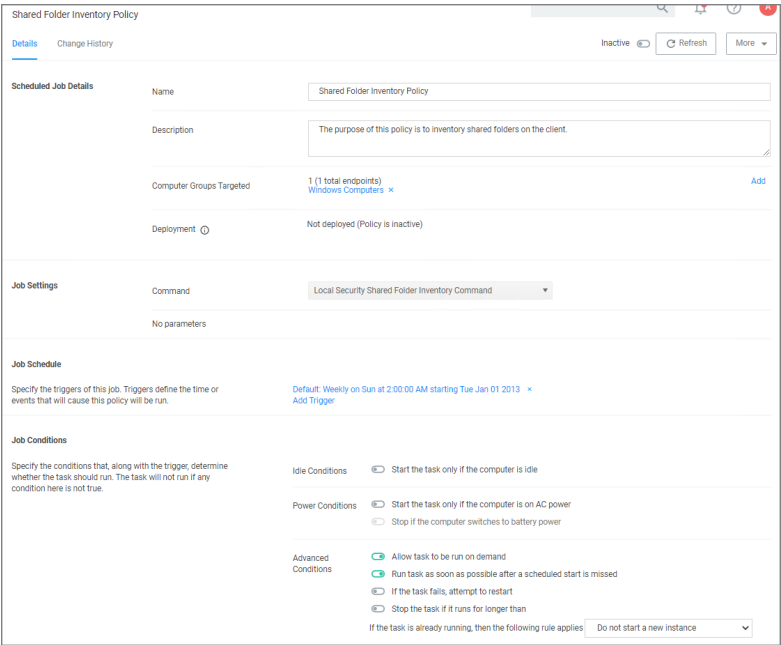 Shared Folder Inventory Policy
A
Details
Change History
Inactive
Refresh
More
Scheduled Job Details
Name
Shared Folder Inventory Policy
Description
The purpose of this policy is to inventory shared folders on the client.
Computer Groups Targeted
1 (1 total endpoints)
Windows Computers ×
Add
Deployment
Not deployed (Policy is inactive)
Job Settings
Command
Local Security Shared Folder Inventory Command
No parameters
Job Schedule
Specify the triggers of this job. Triggers define the time or
events that will cause this policy will be run.
Default: Weekly on Sun at 2:00:00 AM starting Tue Jan 01 2013 ×
Add Trigger
Job Conditions
Specify the conditions that, along with the trigger, determine
whether the task should run. The task will not run if any
condition here is not true.
Idle Conditions
Start the task only if the computer is idle
Power Conditions
Start the task only if the computer is on AC power
Stop if the computer switches to battery power
Advanced
Conditions
Allow task to be run on demand
Run task as soon as possible after a scheduled start is missed
If the task fails, attempt to restart
Stop the task if it runs for longer than
If the task is already running, then the following rule applies
Do not start a new instance